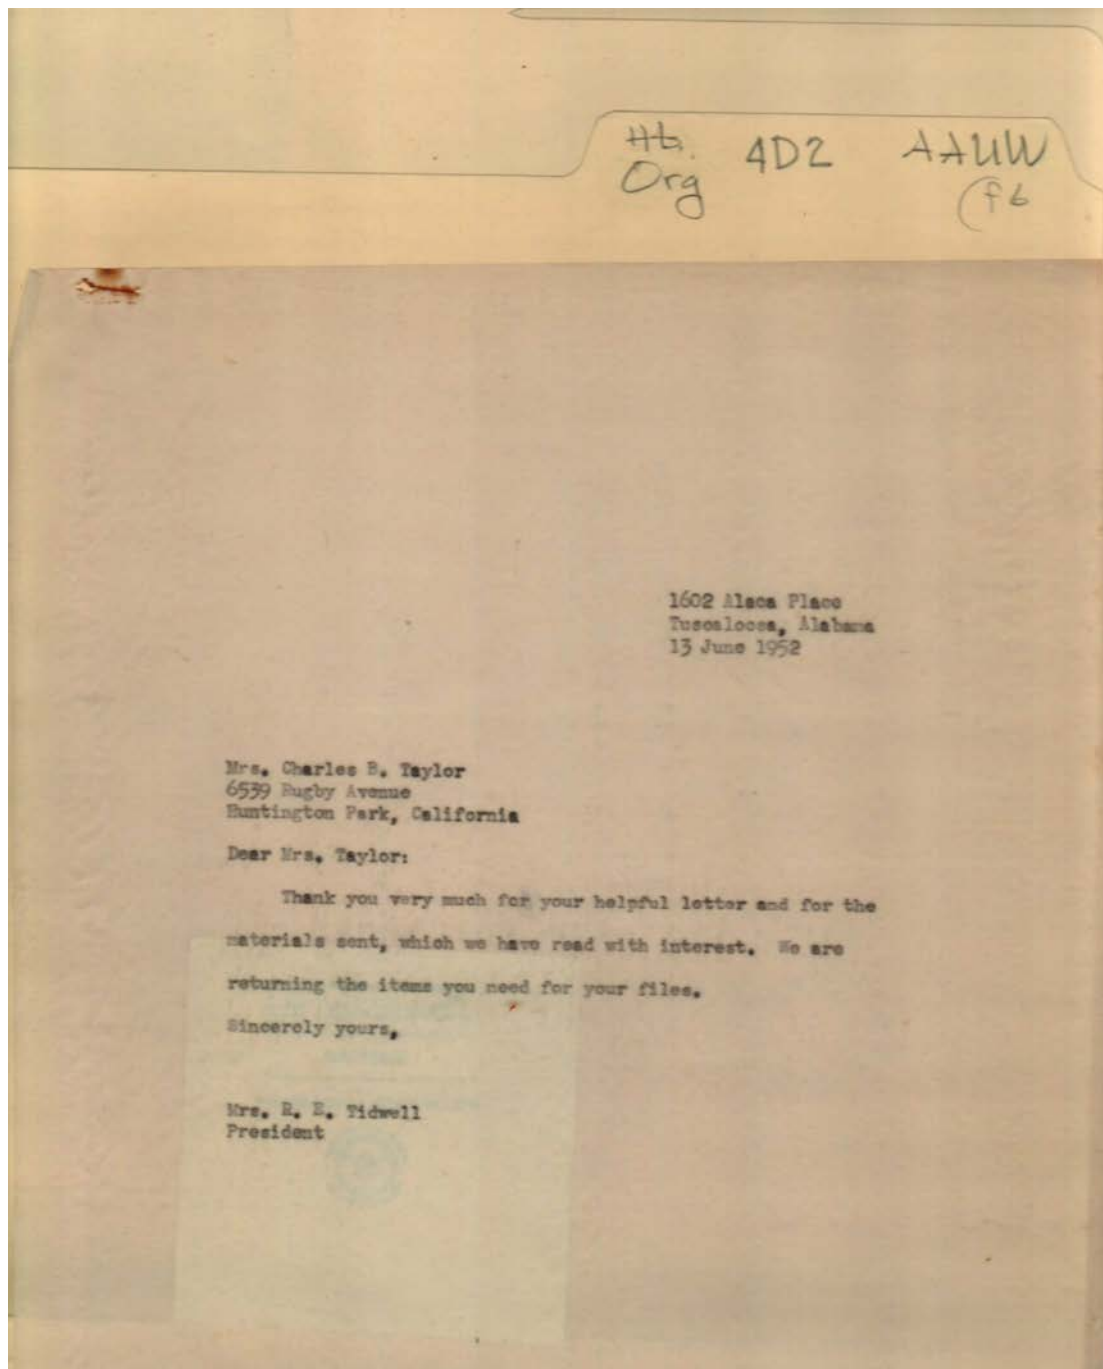 Ht. 4D2 AAUW
Org (f6
1602 Alaca Place
Tuscaloosa, Alabama
13 June 1952
Mrs. Charles B. Taylor
6539 Rugby Avenue
Huntington Park, California
Dear Mrs. Taylor:
Thank you very much for your helpful letter and for the
materials sent, which we have read with interest. We are
returning the items you need for your files.
Sincerely yours,
Mrs. R. E. Tidwell
President